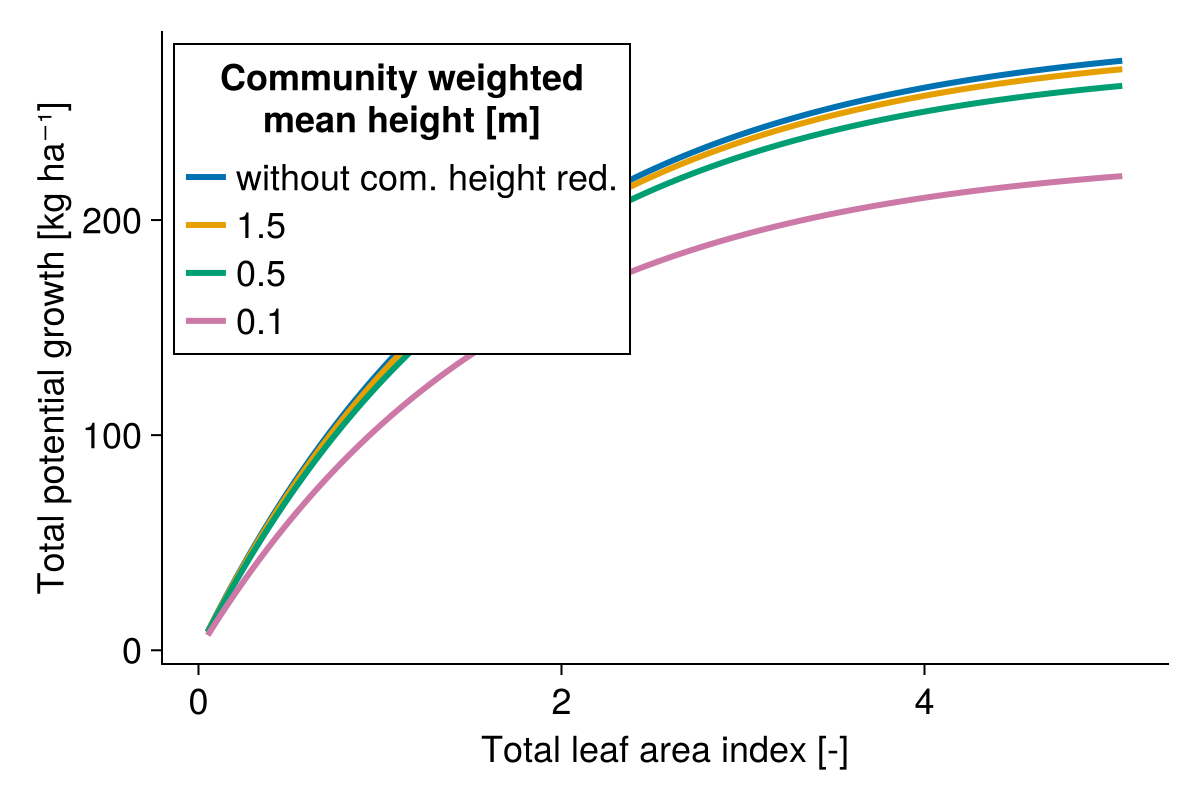 Community weighted
mean height [m]
without com. height red.
1.5
0.5
0.1
Total potential growth [kg ha⁻¹]
200
100
0
0 2 4
Total leaf area index [-]